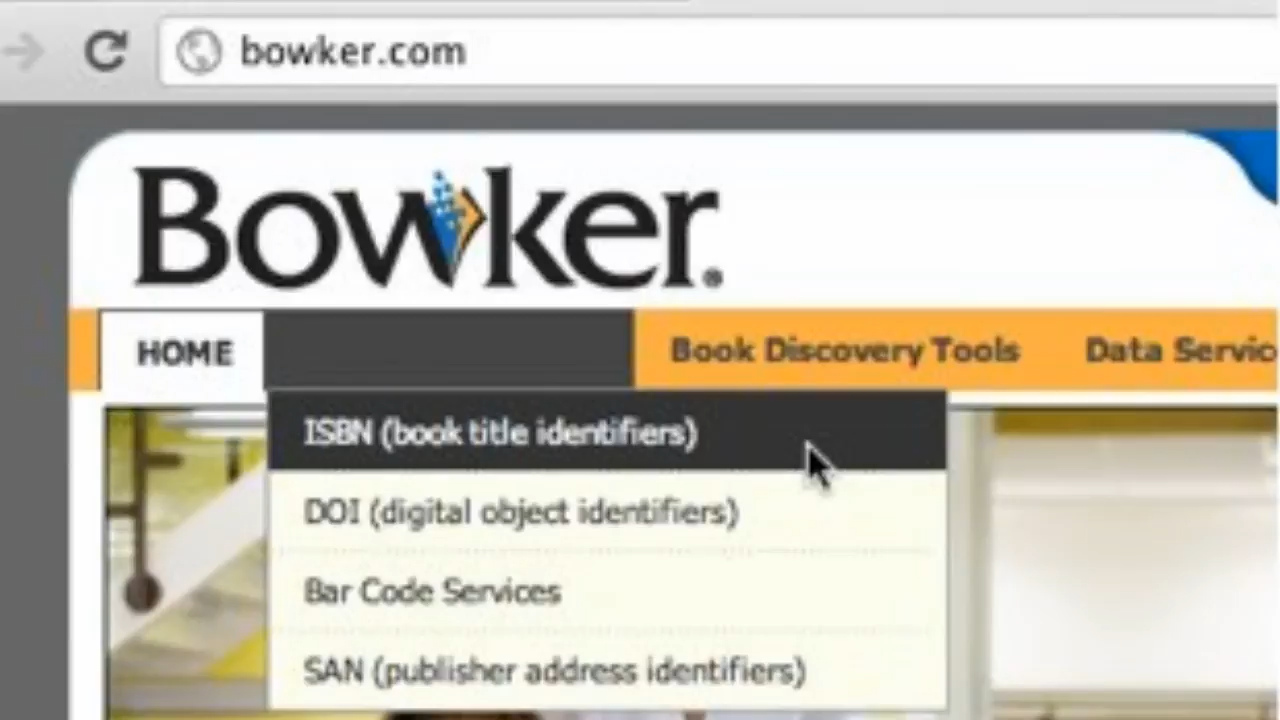 bowker.com
Bowker®
HOME
Book Discovery Tools
Data Servic
ISBN (book title identifiers)
DOI (digital object identifiers)
Bar Code Services
SAN (publisher address identifiers)